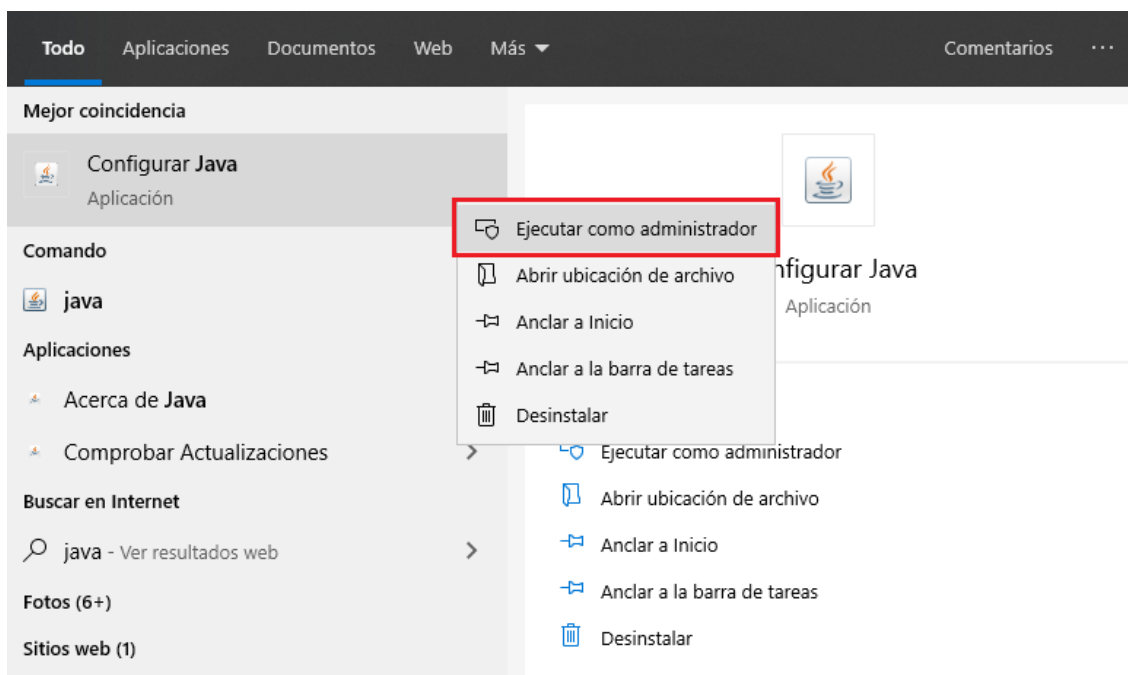 Todo Aplicaciones Documentos Web Más Comentarios ...
Mejor coincidencia
Configurar Java
Aplicación
Comando
java
Aplicaciones
Acerca de Java
Comprobar Actualizaciones
Buscar en Internet
java - Ver resultados web
Fotos (6+)
Sitios web (1)
Ejecutar como administrador
Abrir ubicación de archivo
Anclar a Inicio
Anclar a la barra de tareas
Desinstalar
nfigurar Java
Aplicación
Ejecutar como administrador
Abrir ubicación de archivo
Anclar a Inicio
Anclar a la barra de tareas
Desinstalar